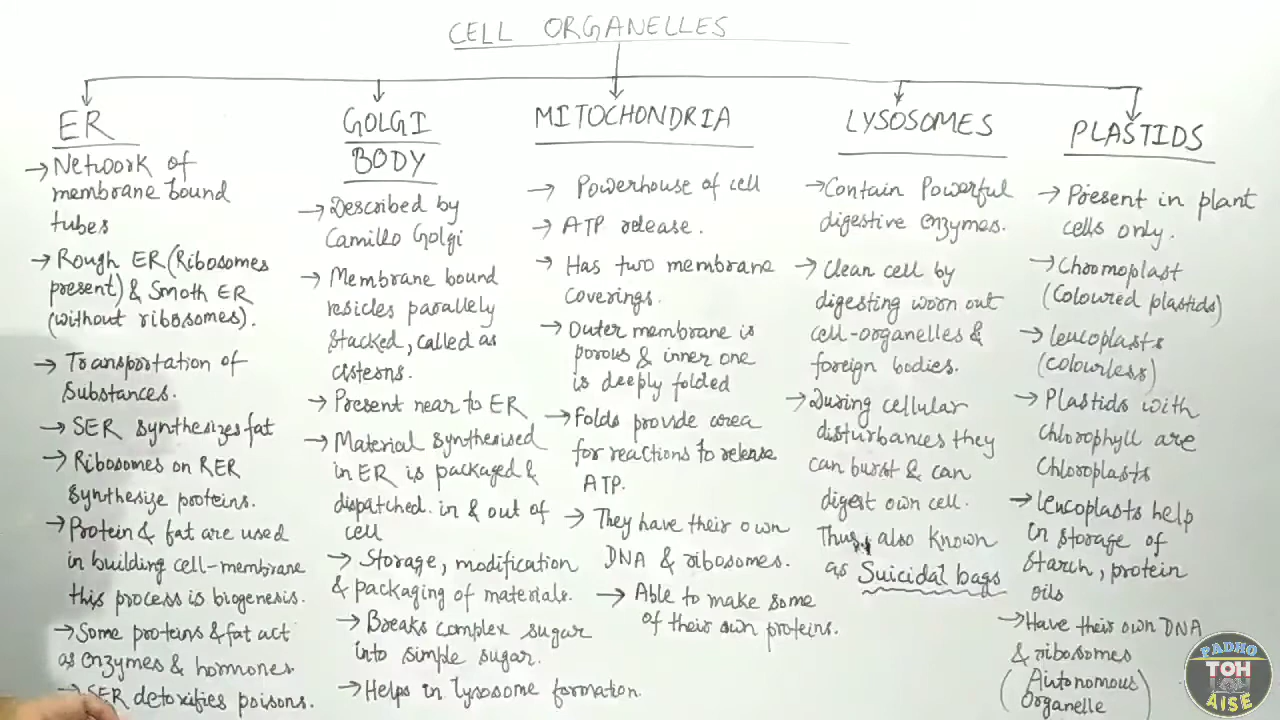 CELL ORGANELLES
ER
→Network of
membrane bound
tubes
→Rough ER (Ribosomes
present) & Smoth ER
(without ribosomes).
→Transportation of
Substances.
→SER synthesizes fat
→Ribosomes on RER
synthesize proteins.
→Protein & fat are used
in building cell-membrane
this process is biogenesis.
→Some proteins & fat act
as enzymes & hormones
→SER detoxifies poisons.
GOLGI
BODY
→Described by
Camillo Golgi
→Membrane bound
vesicles parallely
stacked, called as
cisterns.
→Present near to ER
→Material synthesised
in ER is packaged &
dispatched. in & out of
cell
→Storage, modification
& packaging of materials.
→Breaks complex sugar
into simple sugar.
→Helps in lysosome formation.
MITOCHONDRIA
→Powerhouse of cell
→ATP release.
→Has two membrane
coverings.
→Outer membrane is
porous & inner one
is deeply folded
→Folds provide area
for reactions to release
ATP.
→They have their own
DNA & ribosomes.
→Able to make some
of their own proteins.
LYSOSOMES
→Contain Powerful
digestive enzymes.
→Clean cell by
digesting worn out
cell-organelles &
foreign bodies.
→During cellular
disturbances they
can burst & can
digest own cell.
Thus, also known
as Suicidal bags
PLASTIDS
→Present in plant
cells only.
→Chromoplast
(Coloured plastids)
→leucoplasts
(colourless)
→Plastids with
chlorophyll are
Chloroplasts
→leucoplasts help
in storage of
starch, protein
oils
→Have their own DNA
& ribosomes
(Autonomous
Organelle)
PADHO
TOH
AISE